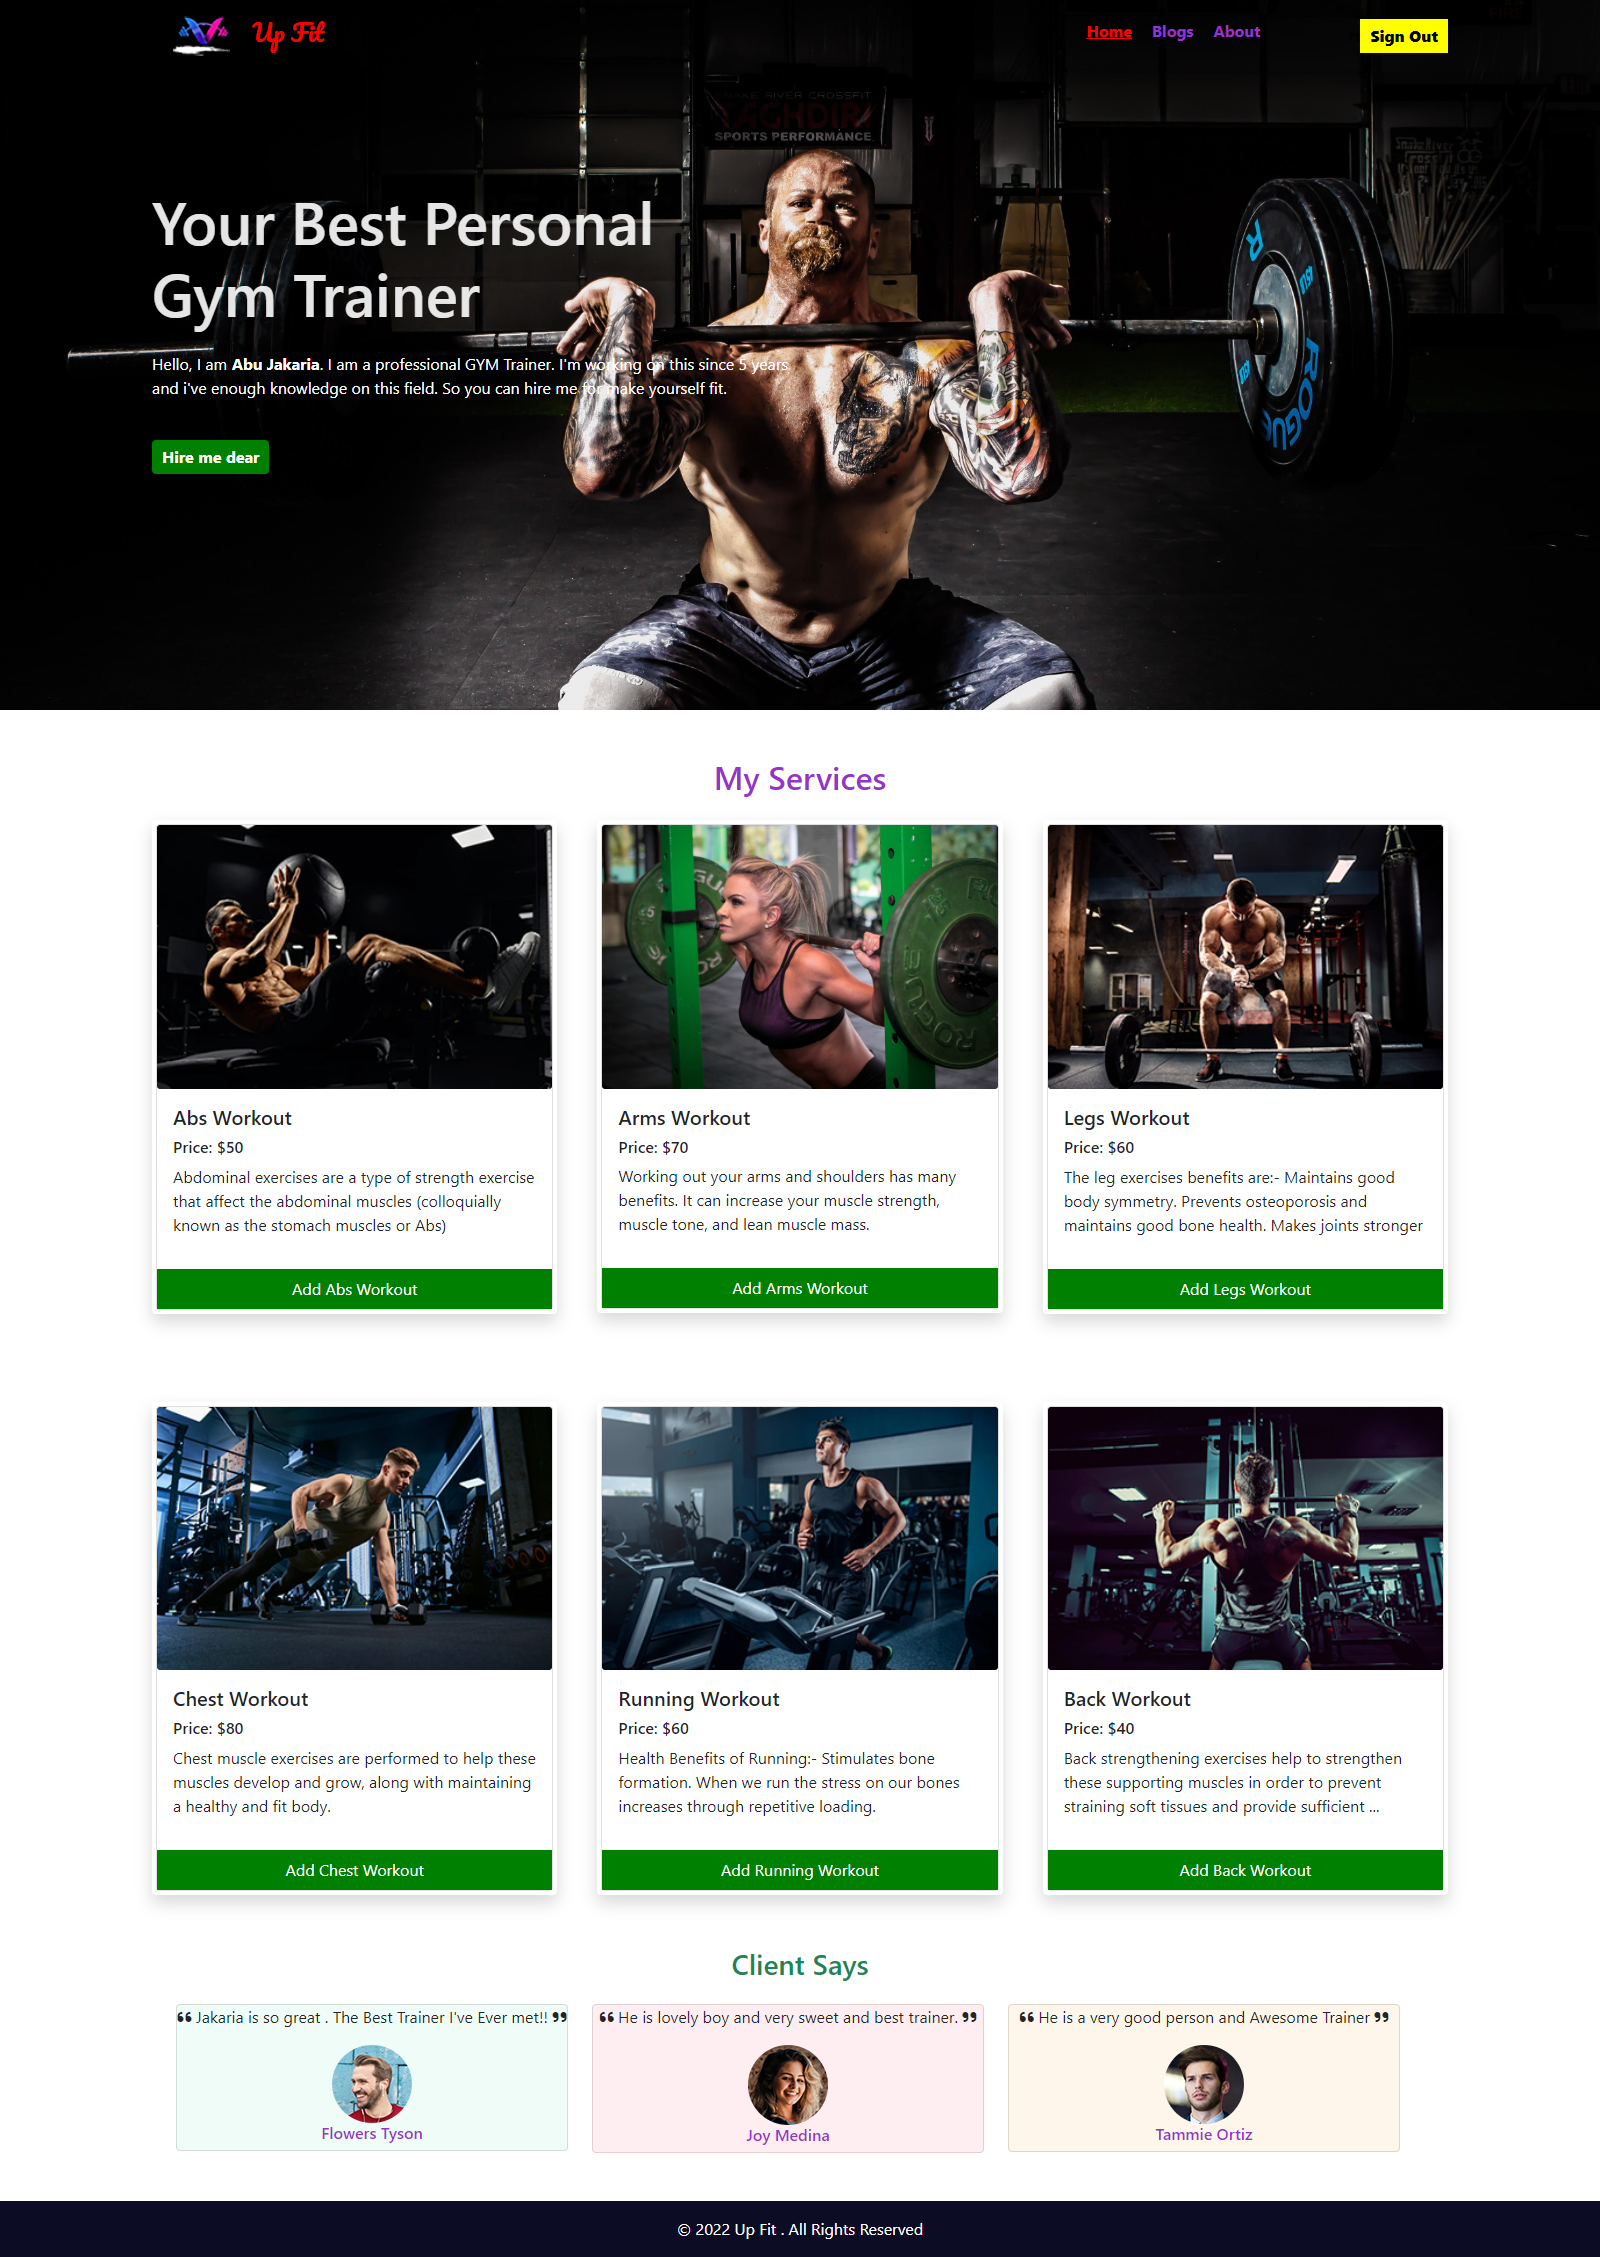 Up Fit
Home Blogs About
Sign Out
SNAKE RIVER CROSSFIT
SPORTS PERFORMANCE
Your Best Personal
Gym Trainer
Hello, I am Abu Jakaria. I am a professional GYM Trainer. I'm working on this since 5 years
and i've enough knowledge on this field. So you can hire me for make yourself fit.
Hire me dear
R
ROGUE
My Services
Abs Workout
Price: $50
Abdominal exercises are a type of strength exercise
that affect the abdominal muscles (colloquially
known as the stomach muscles or Abs)
Add Abs Workout
ROGUE
Arms Workout
Price: $70
Working out your arms and shoulders has many
benefits. It can increase your muscle strength,
muscle tone, and lean muscle mass.
Add Arms Workout
Legs Workout
Price: $60
The leg exercises benefits are:- Maintains good
body symmetry. Prevents osteoporosis and
maintains good bone health. Makes joints stronger
Add Legs Workout
Chest Workout
Price: $80
Chest muscle exercises are performed to help these
muscles develop and grow, along with maintaining
a healthy and fit body.
Add Chest Workout
Running Workout
Price: $60
Health Benefits of Running:- Stimulates bone
formation. When we run the stress on our bones
increases through repetitive loading.
Add Running Workout
Back Workout
Price: $40
Back strengthening exercises help to strengthen
these supporting muscles in order to prevent
straining soft tissues and provide sufficient ...
Add Back Workout
Client Says
❝ Jakaria is so great . The Best Trainer I've Ever met!! ❞
Flowers Tyson
❝ He is lovely boy and very sweet and best trainer. ❞
Joy Medina
❝ He is a very good person and Awesome Trainer ❞
Tammie Ortiz
© 2022 Up Fit . All Rights Reserved